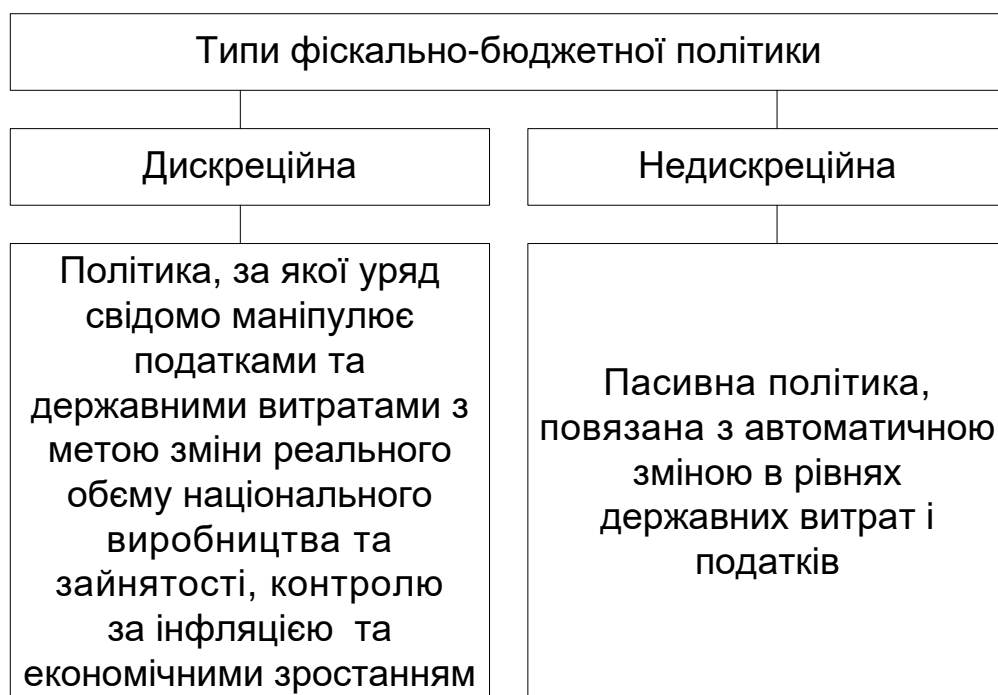 Типи фіскально-бюджетної політики
Дискреційна
Недискреційна
Політика, за якої уряд
свідомо маніпулює
податками та
державними витратами з
метою зміни реального
обєму національного
виробництва та
зайнятості, контролю
за інфляцією та
економічними зростанням
Пасивна політика,
повязана з автоматичною
зміною в рівнях
державних витрат і
податків